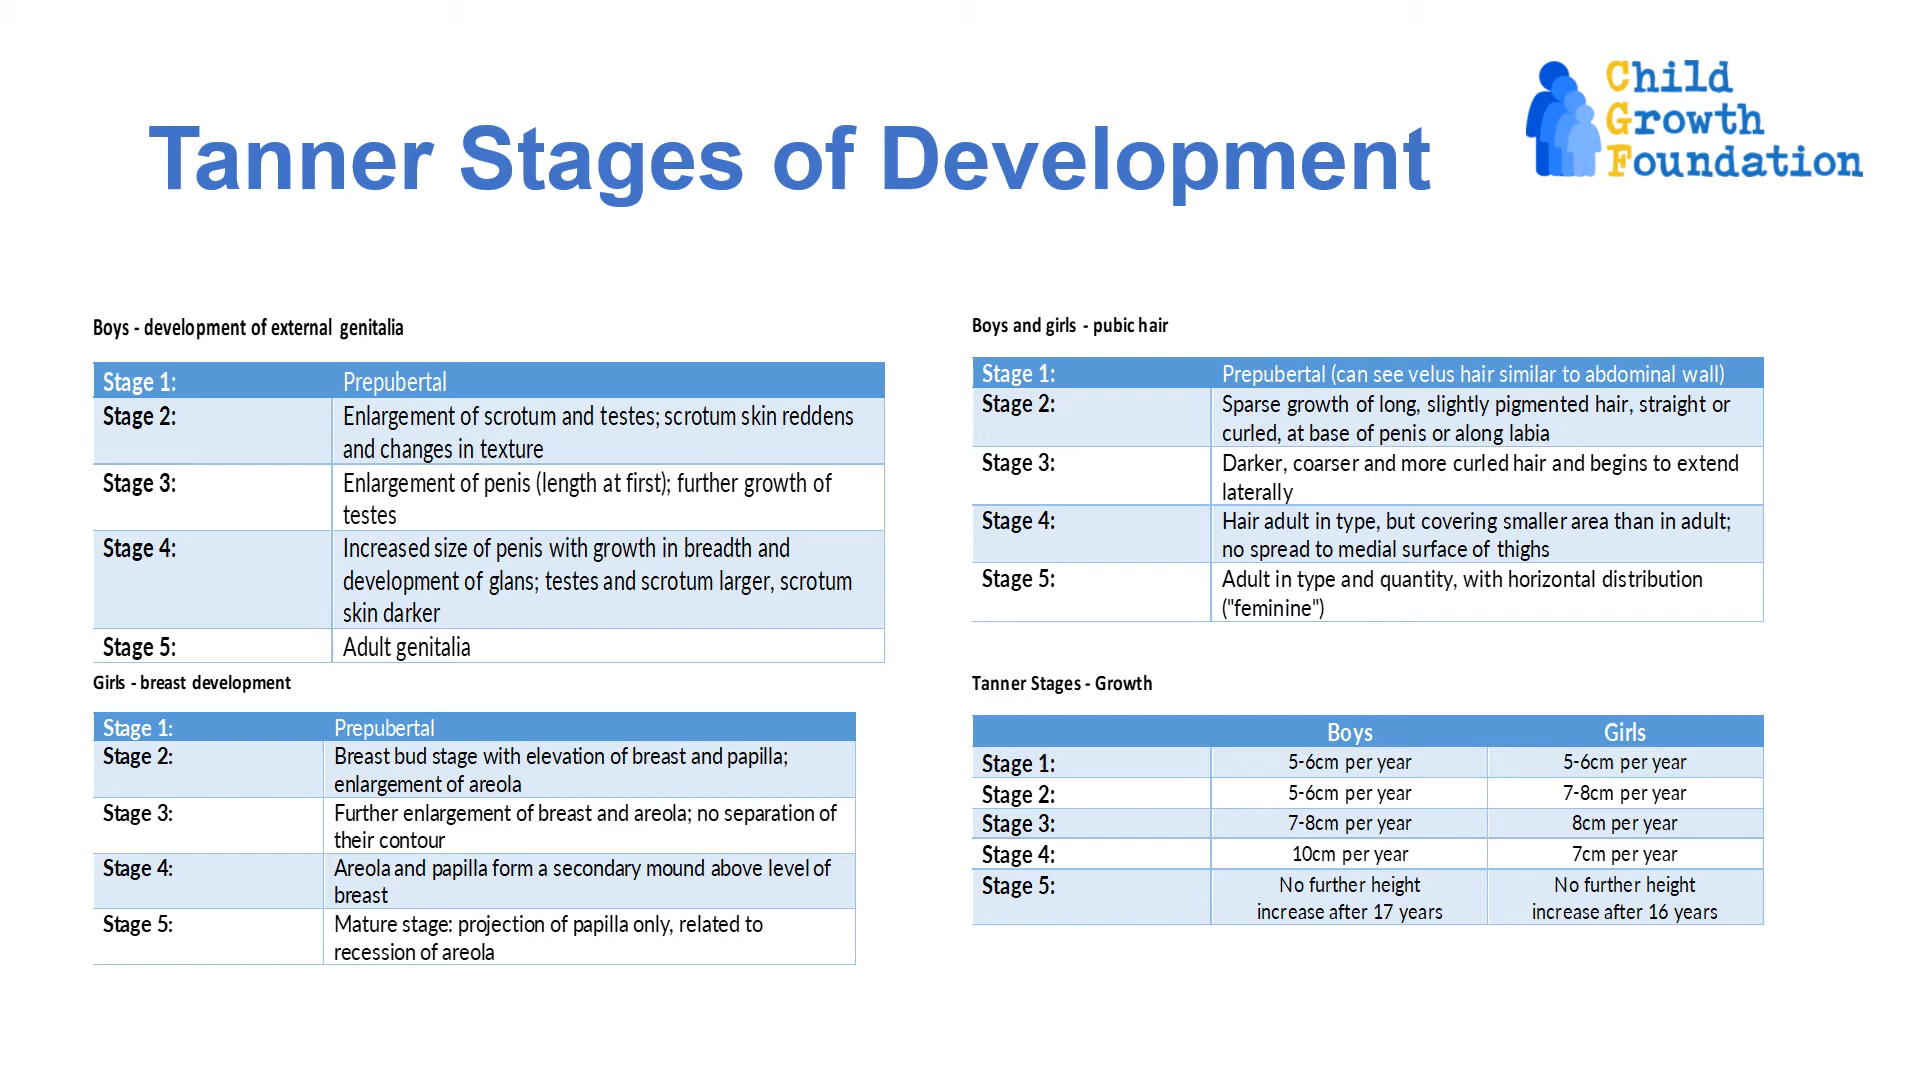 Tanner Stages of Development
Child
Growth
Foundation
Boys - development of external genitalia
Stage 1: Prepubertal
Stage 2: Enlargement of scrotum and testes; scrotum skin reddens
and changes in texture
Stage 3: Enlargement of penis (length at first); further growth of
testes
Stage 4: Increased size of penis with growth in breadth and
development of glans; testes and scrotum larger, scrotum
skin darker
Stage 5: Adult genitalia
Girls - breast development
Stage 1: Prepubertal
Stage 2: Breast bud stage with elevation of breast and papilla;
enlargement of areola
Stage 3: Further enlargement of breast and areola; no separation of
their contour
Stage 4: Areola and papilla form a secondary mound above level of
breast
Stage 5: Mature stage: projection of papilla only, related to
recession of areola
Boys and girls - pubic hair
Stage 1: Prepubertal (can see velus hair similar to abdominal wall)
Stage 2: Sparse growth of long, slightly pigmented hair, straight or
curled, at base of penis or along labia
Stage 3: Darker, coarser and more curled hair and begins to extend
laterally
Stage 4: Hair adult in type, but covering smaller area than in adult;
no spread to medial surface of thighs
Stage 5: Adult in type and quantity, with horizontal distribution
("feminine")
Tanner Stages - Growth
Boys Girls
Stage 1: 5-6cm per year 5-6cm per year
Stage 2: 5-6cm per year 7-8cm per year
Stage 3: 7-8cm per year 8cm per year
Stage 4: 10cm per year 7cm per year
Stage 5: No further height No further height
increase after 17 years increase after 16 years